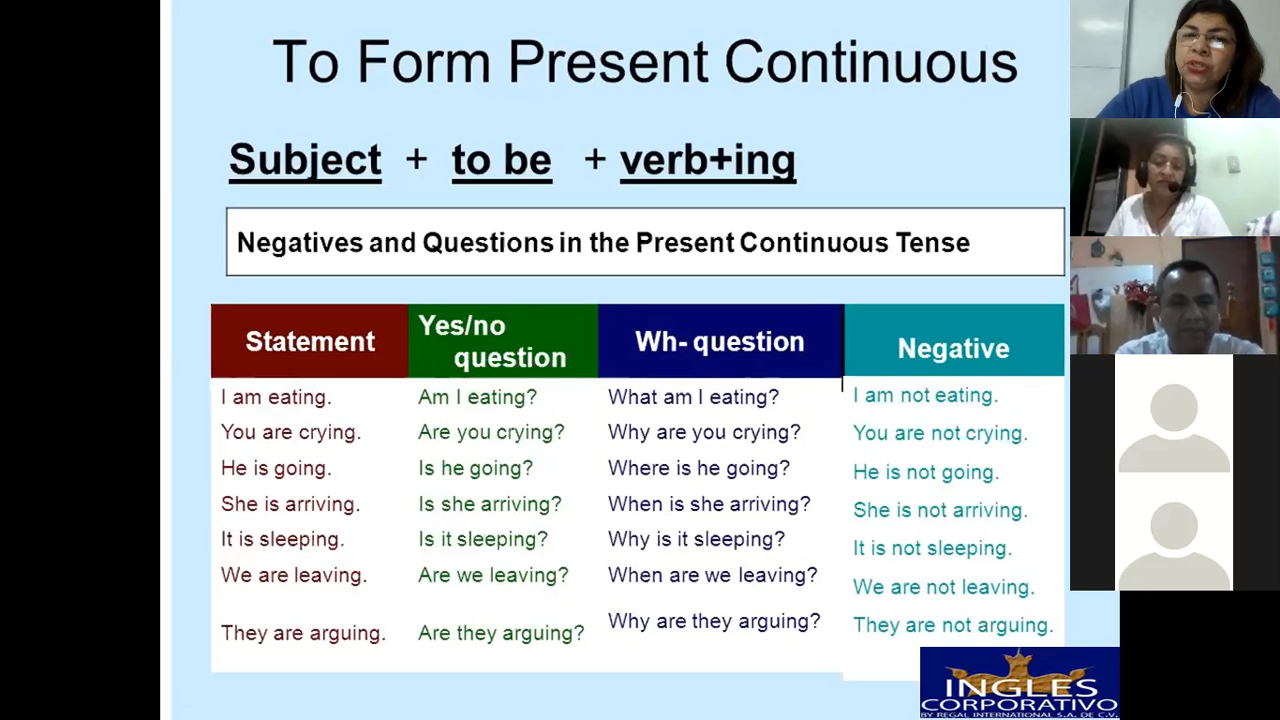 To Form Present Continuous
Subject + to be + verb+ing
Negatives and Questions in the Present Continuous Tense
Statement
Yes/no
question
Wh- question
Negative
I am eating.
Am I eating?
What am I eating?
I am not eating.
You are crying.
Are you crying?
Why are you crying?
You are not crying.
He is going.
Is he going?
Where is he going?
He is not going.
She is arriving.
Is she arriving?
When is she arriving?
She is not arriving.
It is sleeping.
Is it sleeping?
Why is it sleeping?
It is not sleeping.
We are leaving.
Are we leaving?
When are we leaving?
We are not leaving.
They are arguing.
Are they arguing?
Why are they arguing?
They are not arguing.
INGLES
CORPORATIVO
BY REGAL INTERNATIONAL S.A. DE C.V.